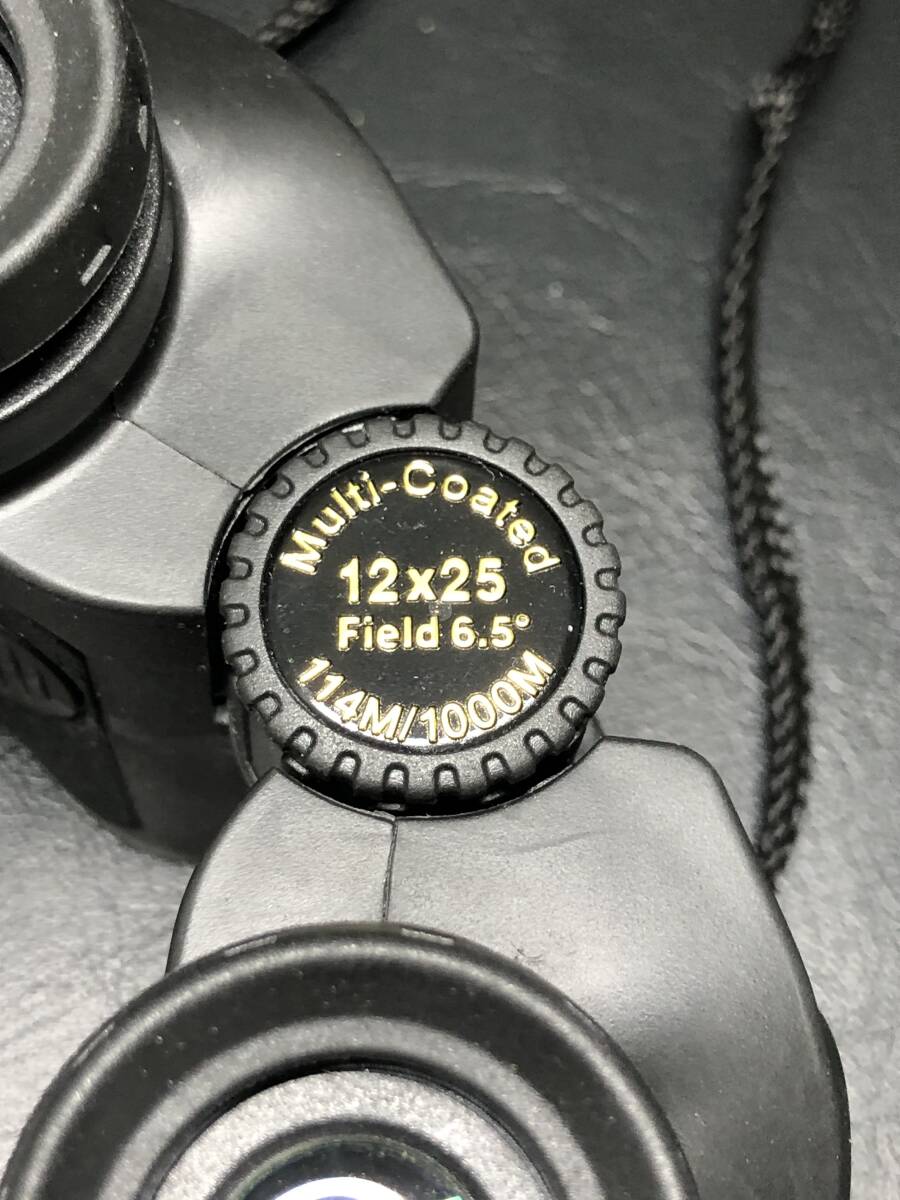 Multi-Coated
12x25
Field 6.5°
114M/1000M